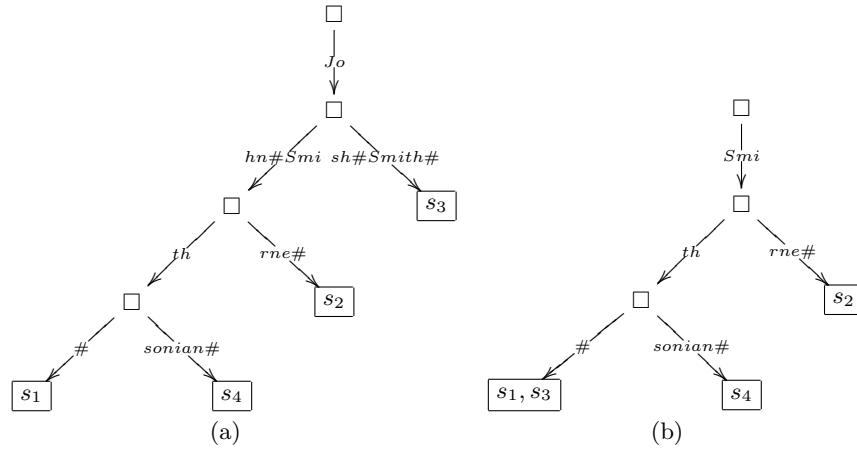 Jo
hn#Smi sh#Smith#
Smi
s3
th rne#
th rne#
s2
s2
# sonian#
# sonian#
s1 s4
s1, s3 s4
(a) (b)